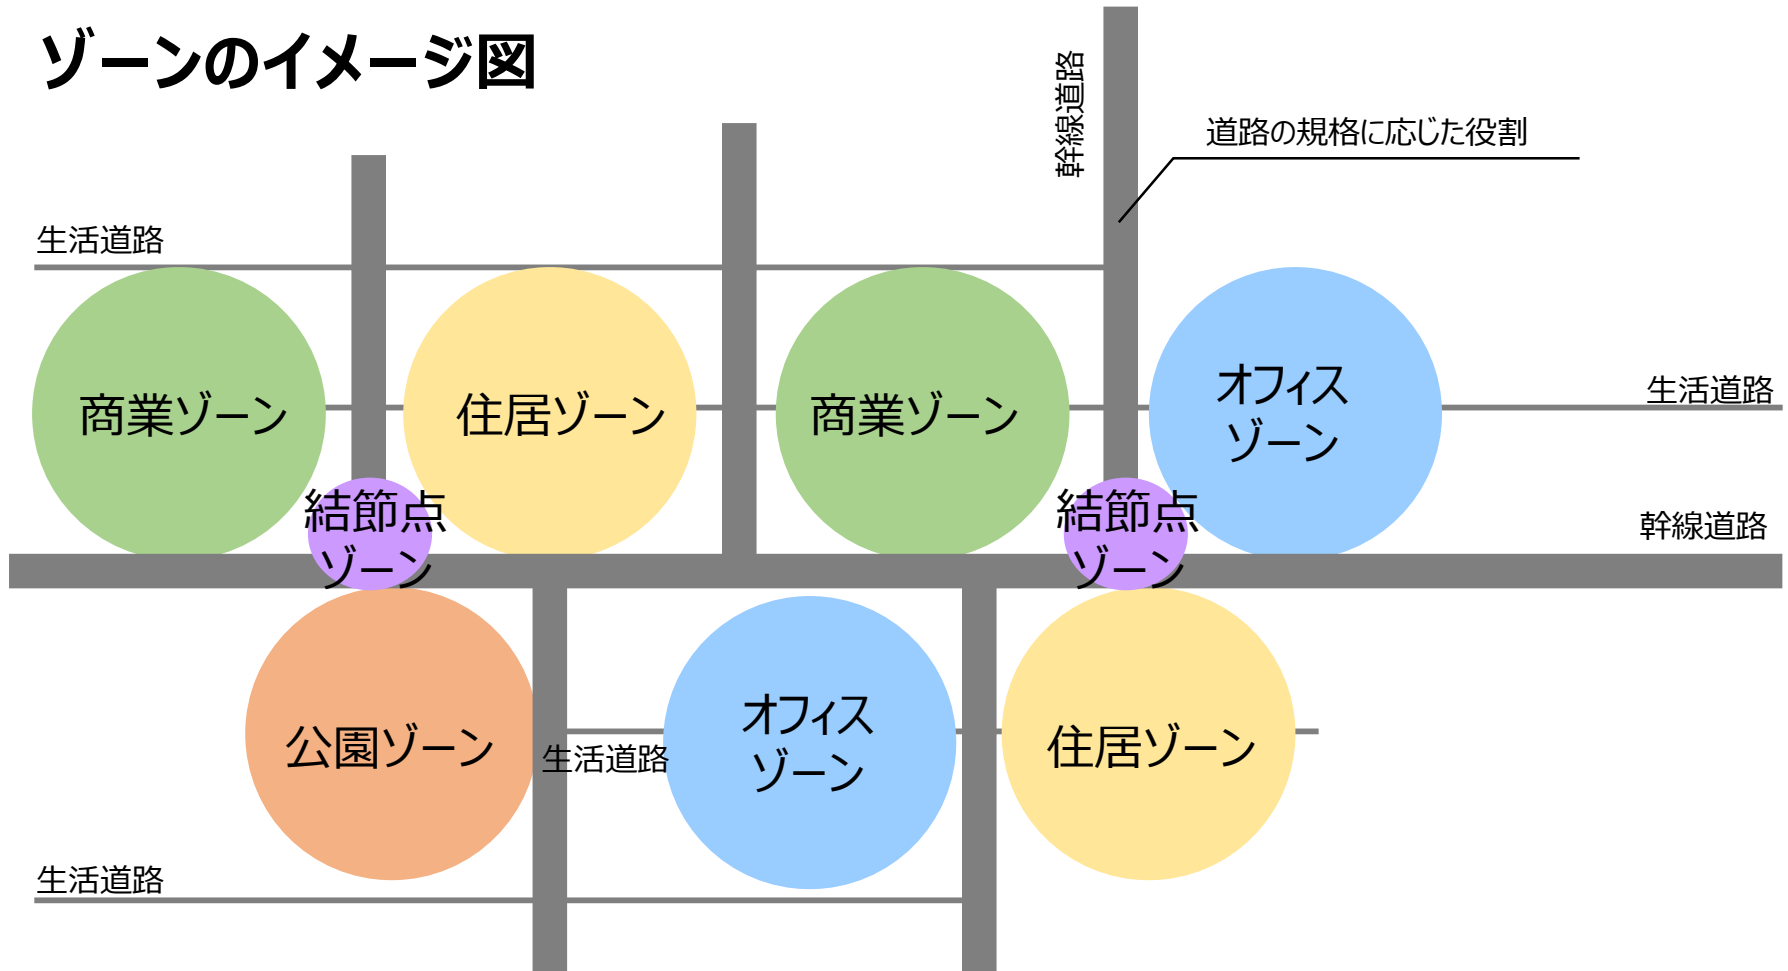 ゾーンのイメージ図
幹線道路
道路の規格に応じた役割
生活道路
商業ゾーン
住居ゾーン
商業ゾーン
オフィス
ゾーン
生活道路
結節点
ゾーン
結節点
ゾーン
幹線道路
公園ゾーン
生活道路
オフィス
ゾーン
住居ゾーン
生活道路